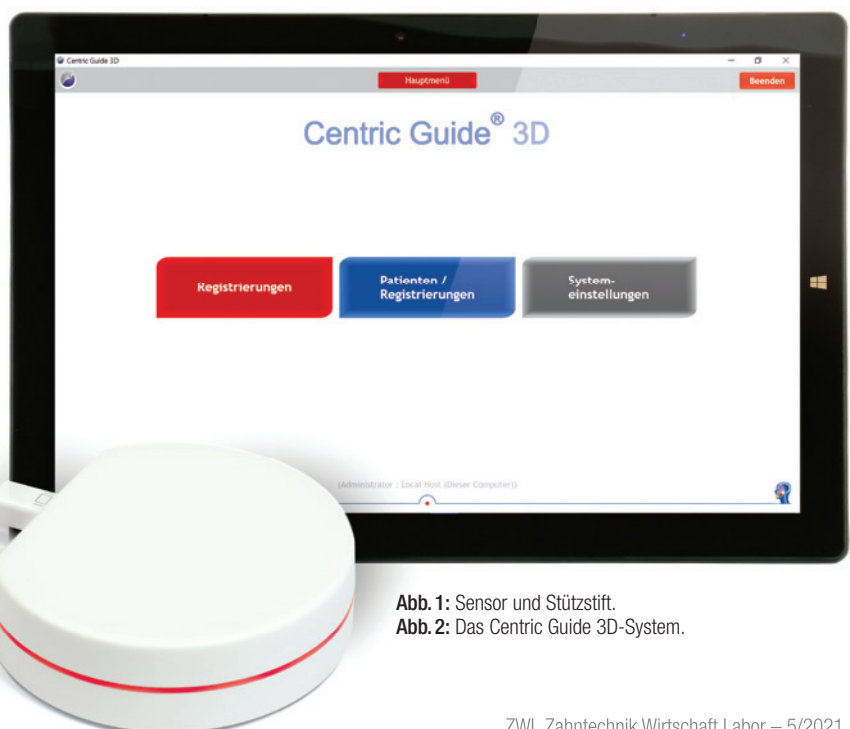 Centric Guide 3D
Hauptmenü
Beenden
Centric Guide® 3D
Registrierungen
Patienten /
Registrierungen
System-
einstellungen
(Administrator : Local Host (Dieser Computer))
Abb. 1: Sensor und Stützstift.
Abb. 2: Das Centric Guide 3D-System.
ZWL Zahntechnik Wirtschaft Labor – 5/2021